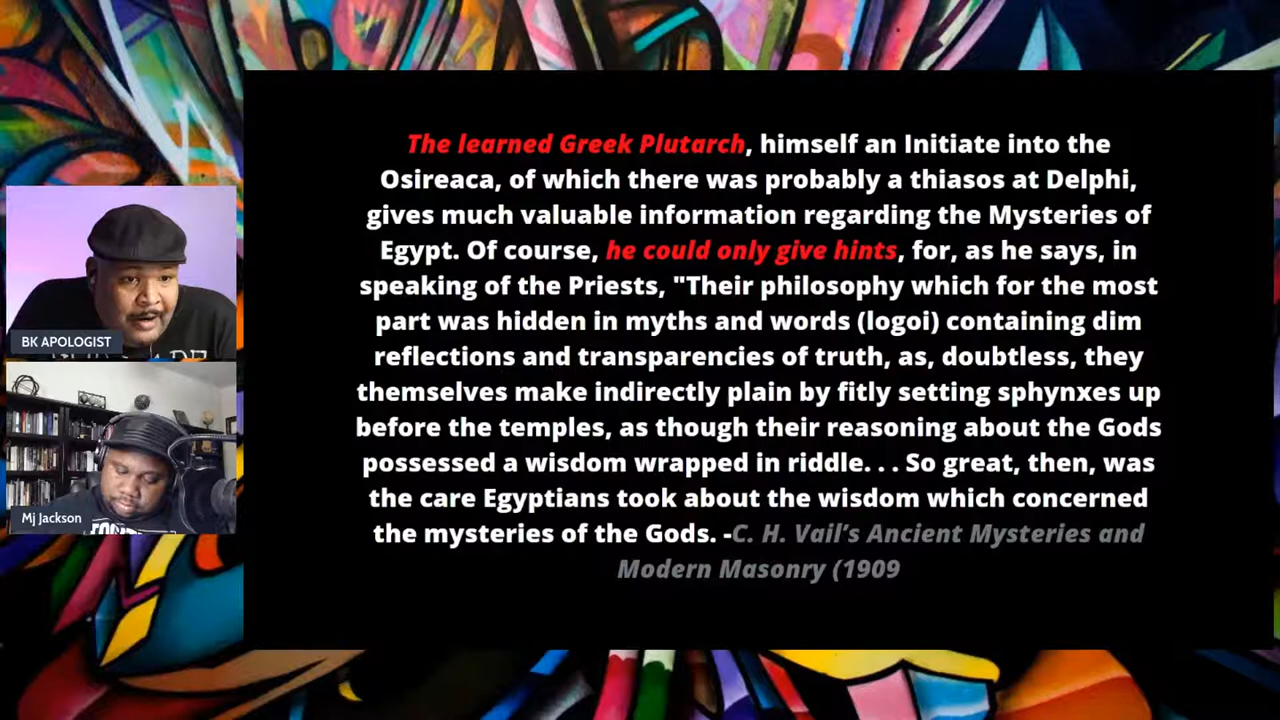 The learned Greek Plutarch, himself an Initiate into the
Osireaca, of which there was probably a thiasos at Delphi,
gives much valuable information regarding the Mysteries of
Egypt. Of course, he could only give hints, for, as he says, in
speaking of the Priests, "Their philosophy which for the most
part was hidden in myths and words (logoi) containing dim
reflections and transparencies of truth, as, doubtless, they
themselves make indirectly plain by fitly setting sphynxes up
before the temples, as though their reasoning about the Gods
possessed a wisdom wrapped in riddle. . . So great, then, was
the care Egyptians took about the wisdom which concerned
the mysteries of the Gods. -C. H. Vail’s Ancient Mysteries and
Modern Masonry (1909
BK APOLOGIST
Mj Jackson